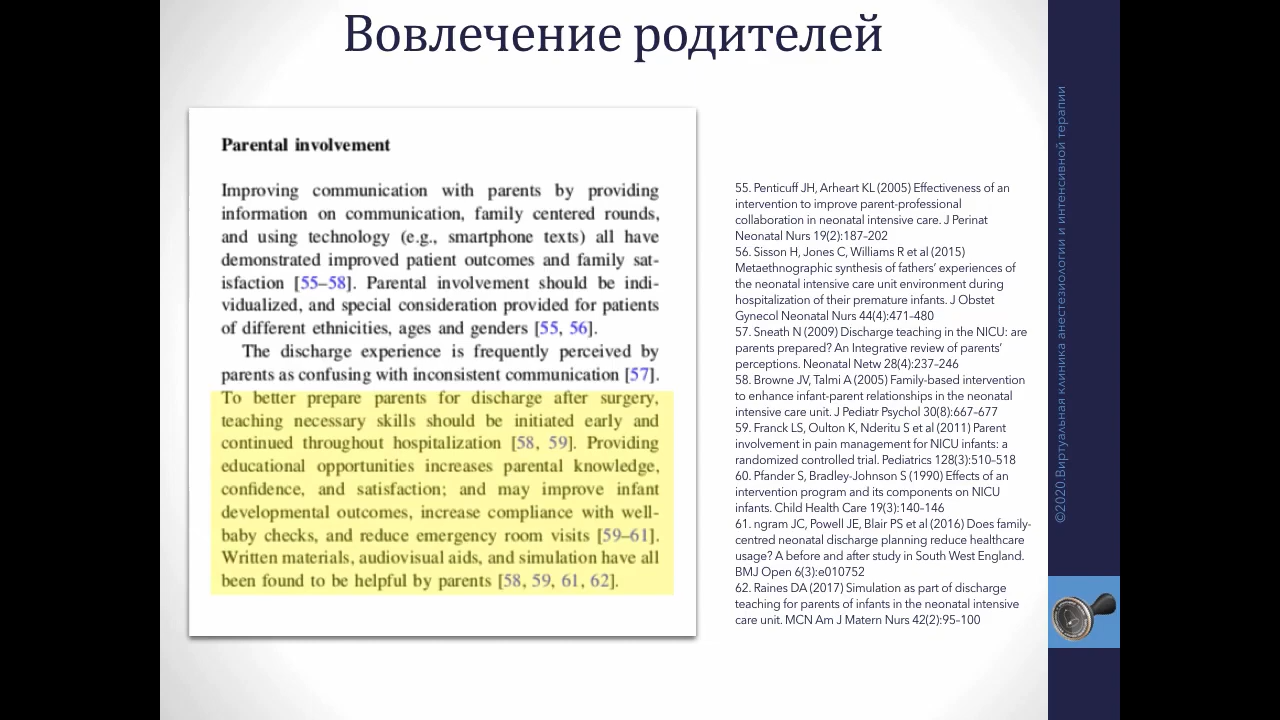 Вовлечение родителей
Parental involvement
Improving communication with parents by providing
information on communication, family centered rounds,
and using technology (e.g., smartphone texts) all have
demonstrated improved patient outcomes and family sat-
isfaction [55–58]. Parental involvement should be indi-
vidualized, and special consideration provided for patients
of different ethnicities, ages and genders [55, 56].
The discharge experience is frequently perceived by
parents as confusing with inconsistent communication [57].
To better prepare parents for discharge after surgery,
teaching necessary skills should be initiated early and
continued throughout hospitalization [58, 59]. Providing
educational opportunities increases parental knowledge,
confidence, and satisfaction; and may improve infant
developmental outcomes, increase compliance with well-
baby checks, and reduce emergency room visits [59–61].
Written materials, audiovisual aids, and simulation have all
been found to be helpful by parents [58, 59, 61, 62].
55. Penticuff JH, Arheart KL (2005) Effectiveness of an
intervention to improve parent-professional
collaboration in neonatal intensive care. J Perinat
Neonatal Nurs 19(2):187–202
56. Sisson H, Jones C, Williams R et al (2015)
Metaethnographic synthesis of fathers’ experiences of
the neonatal intensive care unit environment during
hospitalization of their premature infants. J Obstet
Gynecol Neonatal Nurs 44(4):471–480
57. Sneath N (2009) Discharge teaching in the NICU: are
parents prepared? An Integrative review of parents’
perceptions. Neonatal Netw 28(4):237–246
58. Browne JV, Talmi A (2005) Family-based intervention
to enhance infant-parent relationships in the neonatal
intensive care unit. J Pediatr Psychol 30(8):667–677
59. Franck LS, Oulton K, Nderitu S et al (2011) Parent
involvement in pain management for NICU infants: a
randomized controlled trial. Pediatrics 128(3):510–518
60. Pfander S, Bradley-Johnson S (1990) Effects of an
intervention program and its components on NICU
infants. Child Health Care 19(3):140–146
61. ngram JC, Powell JE, Blair PS et al (2016) Does family-
centred neonatal discharge planning reduce healthcare
usage? A before and after study in South West England.
BMJ Open 6(3):e010752
62. Raines DA (2017) Simulation as part of discharge
teaching for parents of infants in the neonatal intensive
care unit. MCN Am J Matern Nurs 42(2):95–100
©2020.Виртуальная клиника анестезиологии и интенсивной терапии